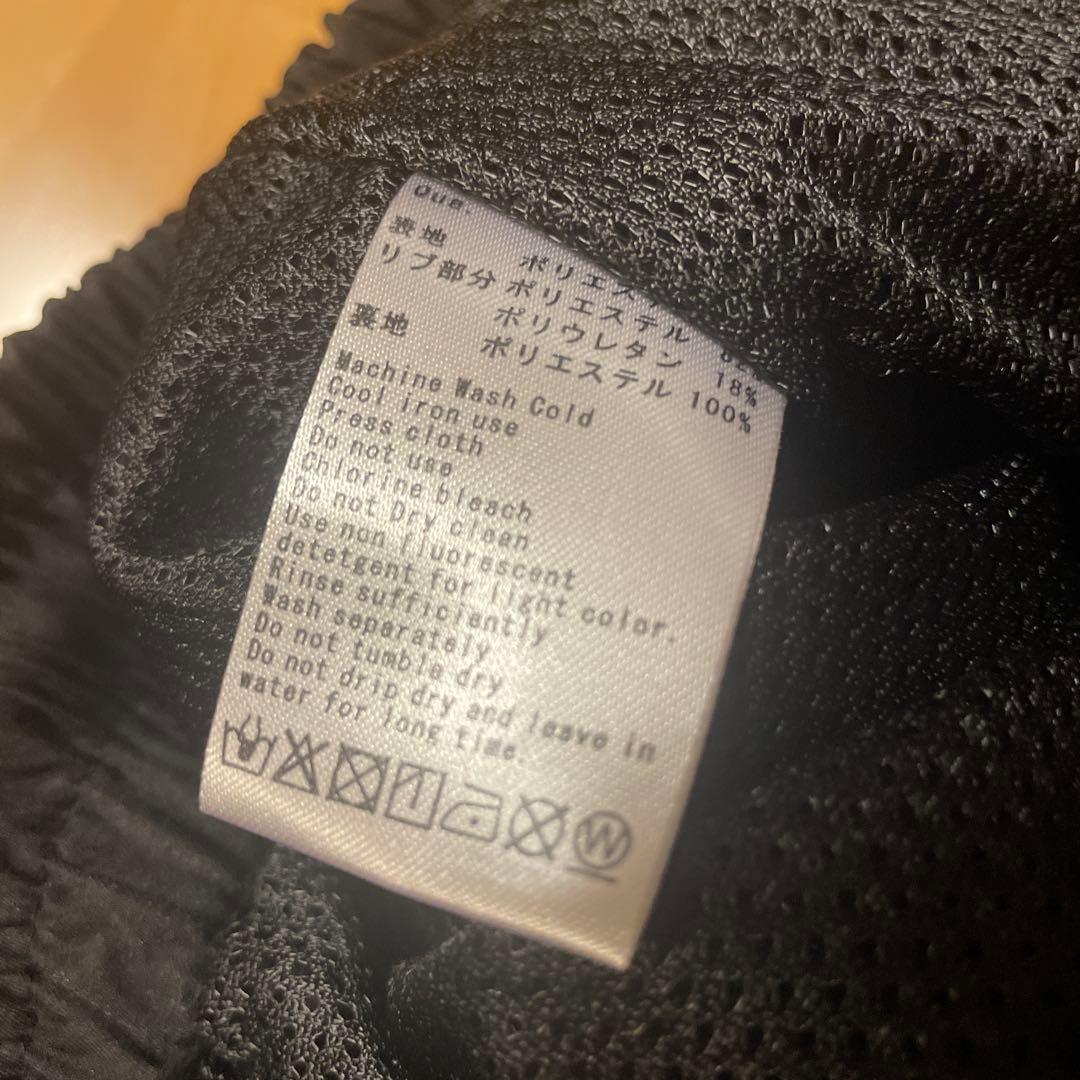 表地 ポリエステル
リブ部分 ポリエステル
ポリウレタン 18%
裏地 ポリエステル 100%
Machine Wash Cold
Cool iron use
Press cloth
Do not use
Chlorine bleach
Do not Dry clean
Use non fluorescent
detetgent for light color.
Rinse sufficiently
Wash separately
Do not tumble dry
Do not drip dry and leave in
water for long time.
W